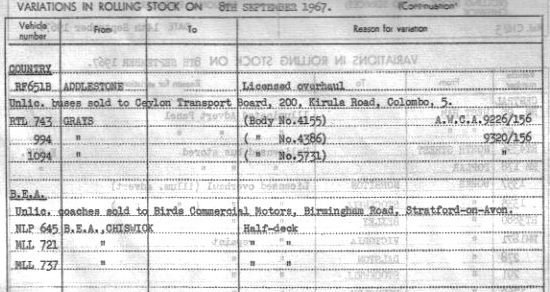 VARIATIONS IN ROLLING STOCK ON 8TH SEPTEMBER 1967. (Continuation)
Vehicle number From To Reason for variation
COUNTRY
RF651B ADDLESTONE Licensed overhaul
Unlic. buses sold to Ceylon Transport Board, 200, Kirula Road, Colombo, 5.
RTL 743 GRAYS (Body No.4155) A.W.C.A.9226/156
994 " ( " No.4386) 9320/156
1094 " ( " No.5731) "
B.E.A.
Unlic. coaches sold to Birds Commercial Motors, Birmingham Road, Stratford-on-Avon.
NLP 645 B.E.A.,CHISWICK Half-deck
MLL 721 " " "
MLL 737 " " "